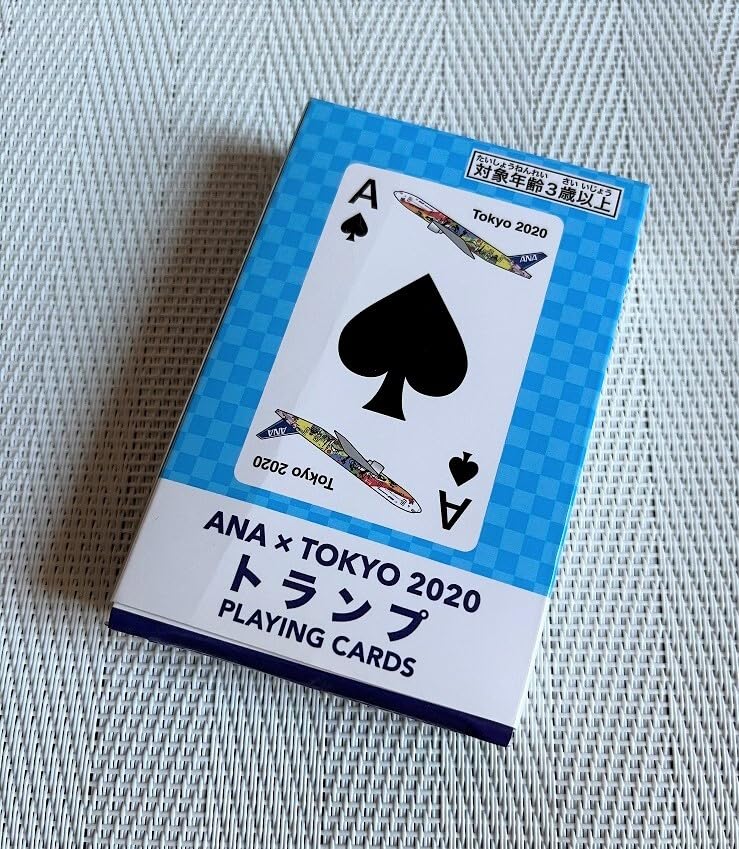 たいしょうねんれい さい いじょう
対象年齢3歳以上
A
Tokyo 2020
ANA
ANA
Tokyo 2020
A
ANA × TOKYO 2020
トランプ
PLAYING CARDS